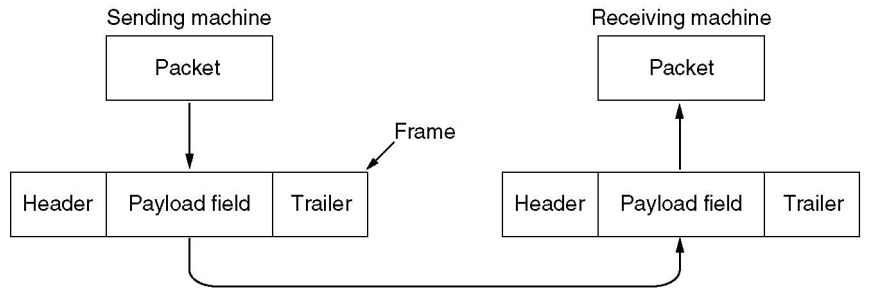 Sending machine
Receiving machine
Packet
Packet
Frame
Header
Payload field
Trailer
Header
Payload field
Trailer